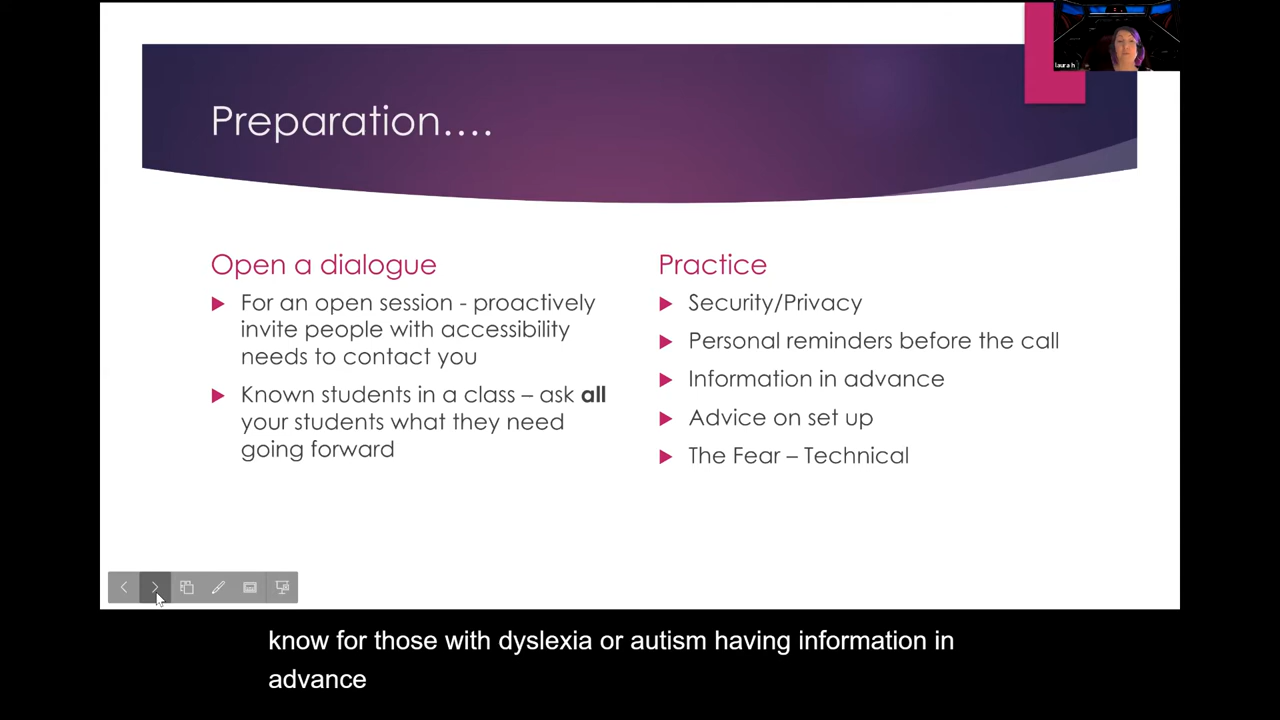 laura h
Preparation….
Open a dialogue
For an open session - proactively
invite people with accessibility
needs to contact you
Known students in a class – ask all
your students what they need
going forward
Practice
Security/Privacy
Personal reminders before the call
Information in advance
Advice on set up
The Fear – Technical
know for those with dyslexia or autism having information in
advance